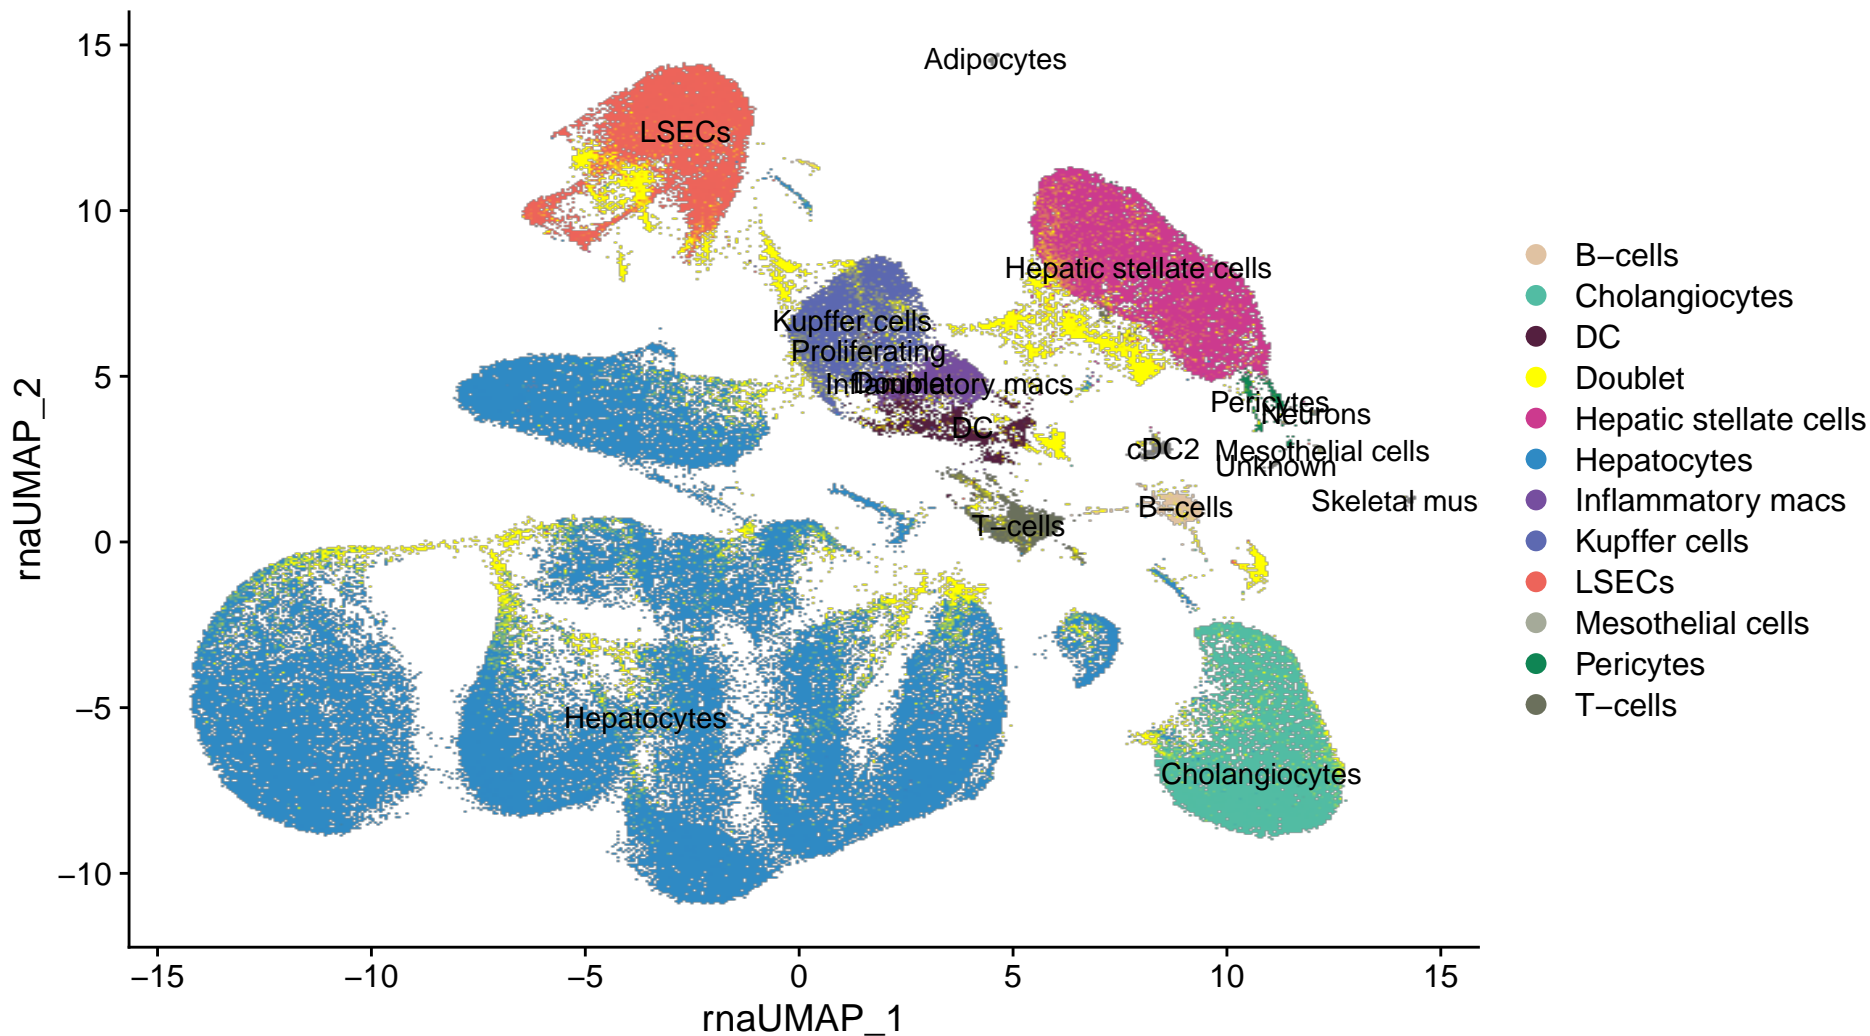 15
10
5
0
−5
−10
rnaUMAP_2
Adipocytes
LSECs
Hepatic stellate cells
Kupffer cells
Proliferating
Inflammatory macs
Doublet
Pericytes
Neurons
DC
cDC2
Mesothelial cells
Unknown
Skeletal mus
B−cells
T−cells
Hepatocytes
Cholangiocytes
−15
−10
−5
0
5
10
15
rnaUMAP_1
B−cells
Cholangiocytes
DC
Doublet
Hepatic stellate cells
Hepatocytes
Inflammatory macs
Kupffer cells
LSECs
Mesothelial cells
Pericytes
T−cells